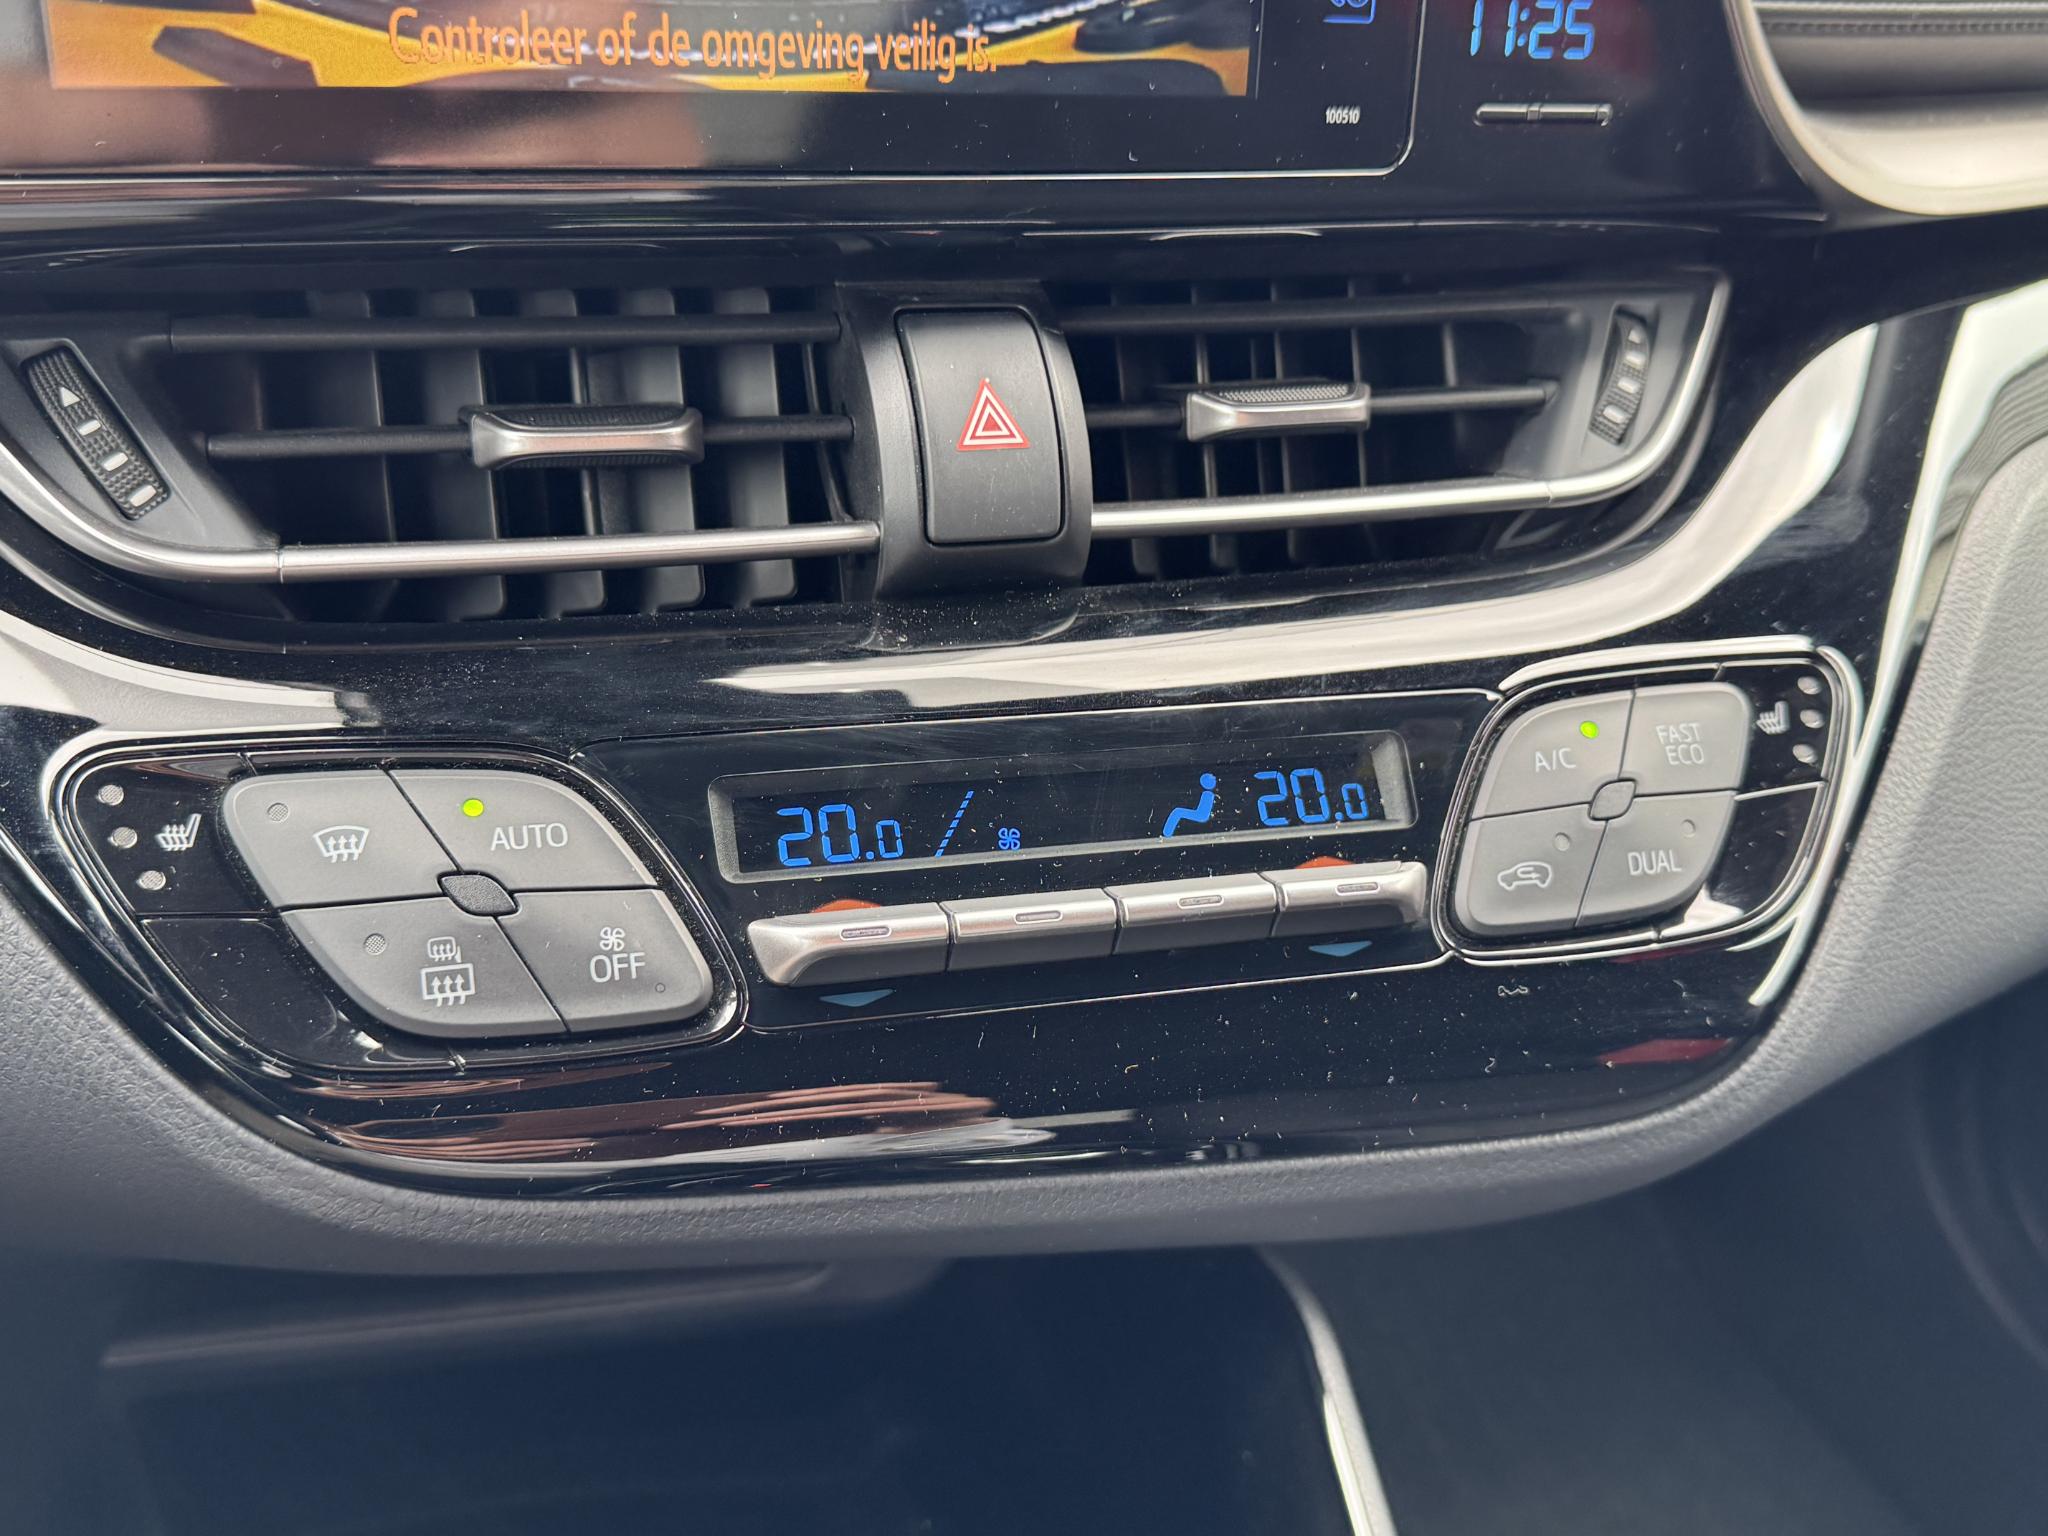 Controleer of de omgeving veilig is.
11:25
100510
A/C
FAST
ECO
20.0
20.0
AUTO
DUAL
OFF